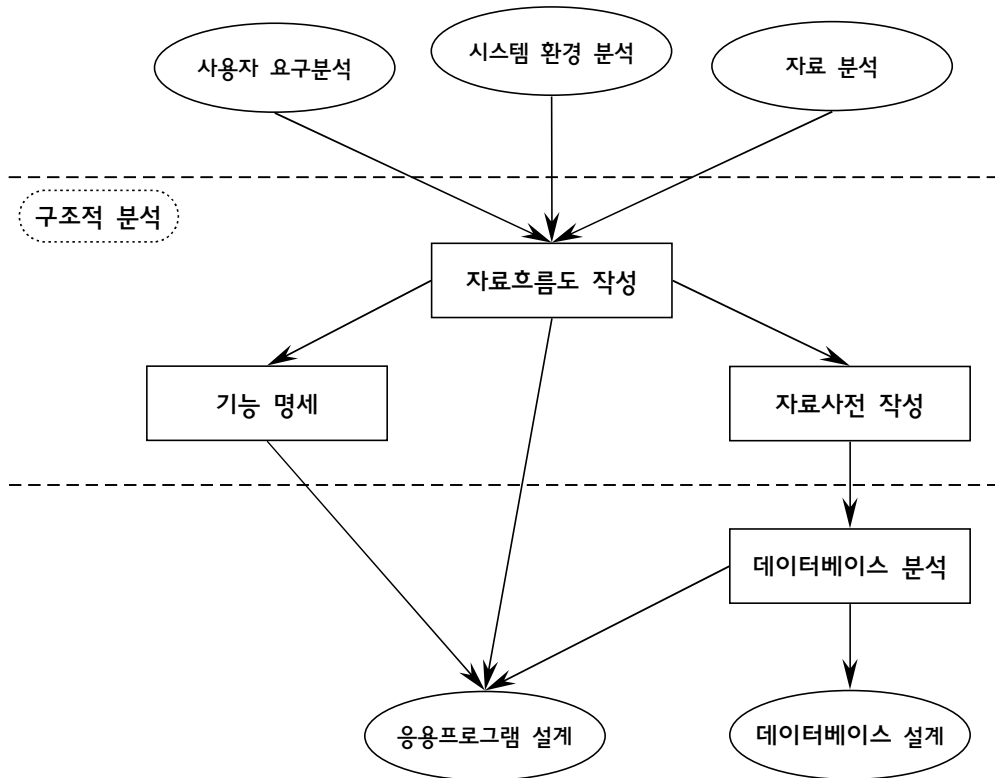 사용자 요구분석
시스템 환경 분석
자료 분석
구조적 분석
자료흐름도 작성
기능 명세
자료사전 작성
데이터베이스 분석
응용프로그램 설계
데이터베이스 설계